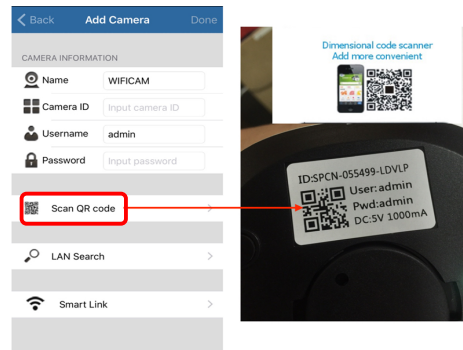 Back Add Camera Done
CAMERA INFORMATION
Name WIFICAM
Camera ID Input camera ID
Username admin
Password Input password
Scan QR code
LAN Search
Smart Link
Dimensional code scanner
Add more convenient
ID:SPCN-055499-LDVLP
User:admin
Pwd:admin
DC:5V 1000mA